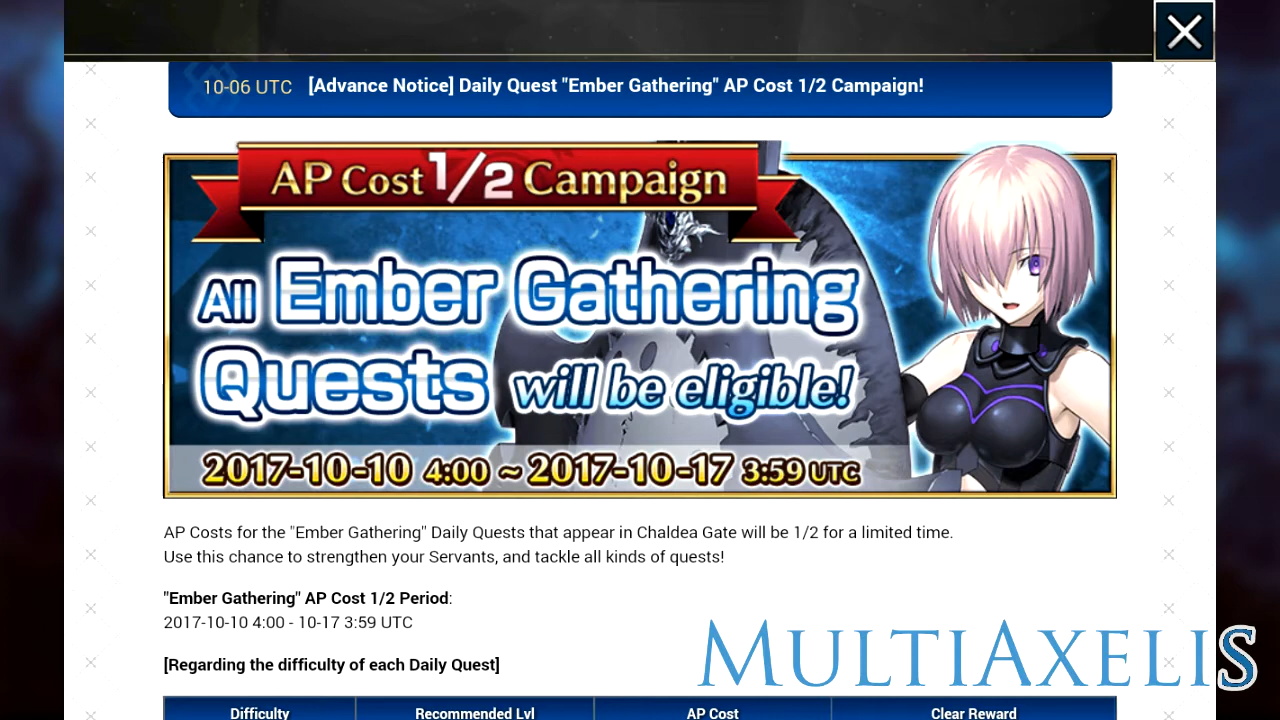 10-06 UTC [Advance Notice] Daily Quest "Ember Gathering" AP Cost 1/2 Campaign!
AP Cost 1/2 Campaign
All Ember Gathering
Quests will be eligible!
2017-10-10 4:00 ~ 2017-10-17 3:59 UTC
AP Costs for the "Ember Gathering" Daily Quests that appear in Chaldea Gate will be 1/2 for a limited time.
Use this chance to strengthen your Servants, and tackle all kinds of quests!
"Ember Gathering" AP Cost 1/2 Period:
2017-10-10 4:00 - 10-17 3:59 UTC
MultiAxelis
[Regarding the difficulty of each Daily Quest]
Difficulty Recommended Lvl AP Cost Clear Reward